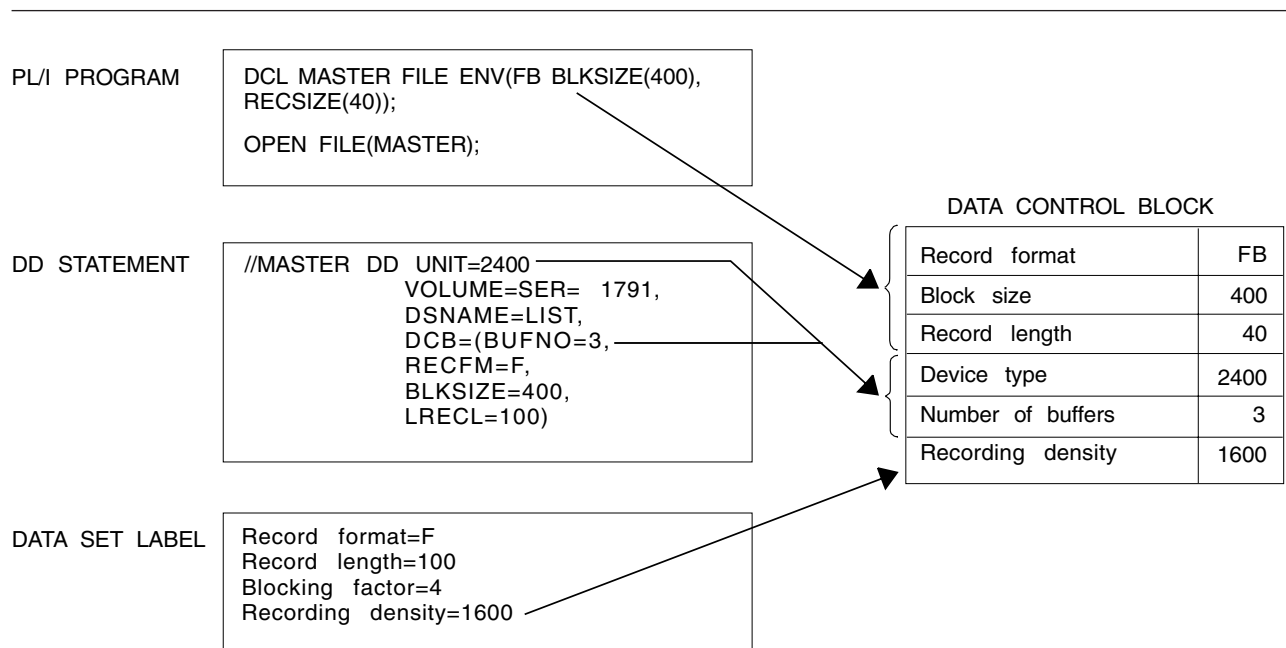 PL/I PROGRAM
DCL MASTER FILE ENV(FB BLKSIZE(400),
RECSIZE(40));
OPEN FILE(MASTER);
DD STATEMENT
//MASTER DD UNIT=2400
VOLUME=SER= 1791,
DSNAME=LIST,
DCB=(BUFNO=3,
RECFM=F,
BLKSIZE=400,
LRECL=100)
DATA SET LABEL
Record format=F
Record length=100
Blocking factor=4
Recording density=1600
DATA CONTROL BLOCK
Record format FB
Block size 400
Record length 40
Device type 2400
Number of buffers 3
Recording density 1600